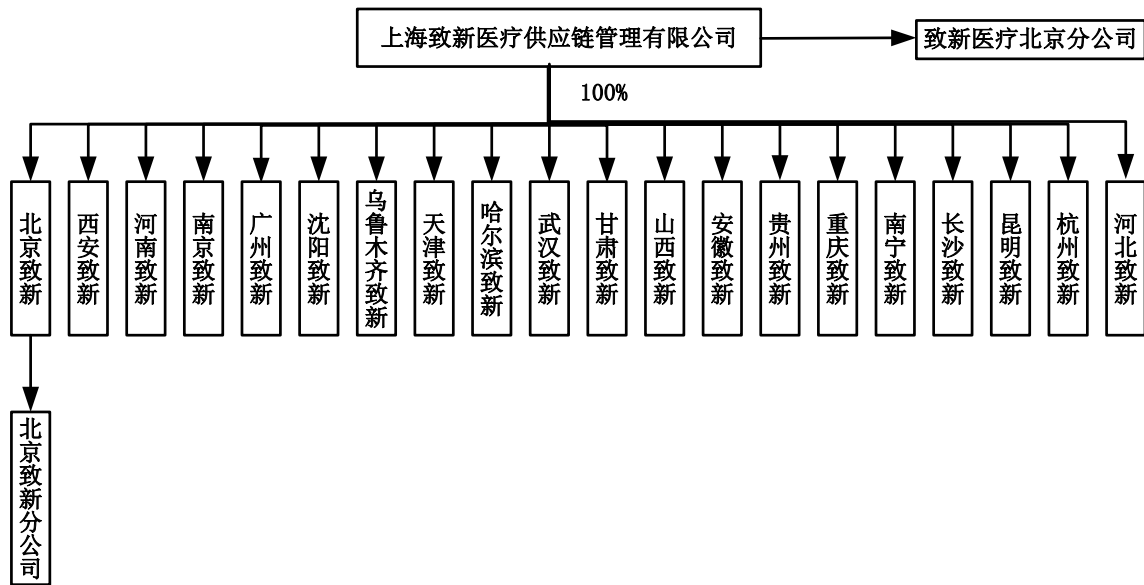 上海致新医疗供应链管理有限公司
致新医疗北京分公司
100%
北京致新
西安致新
河南致新
南京致新
广州致新
沈阳致新
乌鲁木齐致新
天津致新
哈尔滨致新
武汉致新
甘肃致新
山西致新
安徽致新
贵州致新
重庆致新
南宁致新
长沙致新
昆明致新
杭州致新
河北致新
北京致新分公司